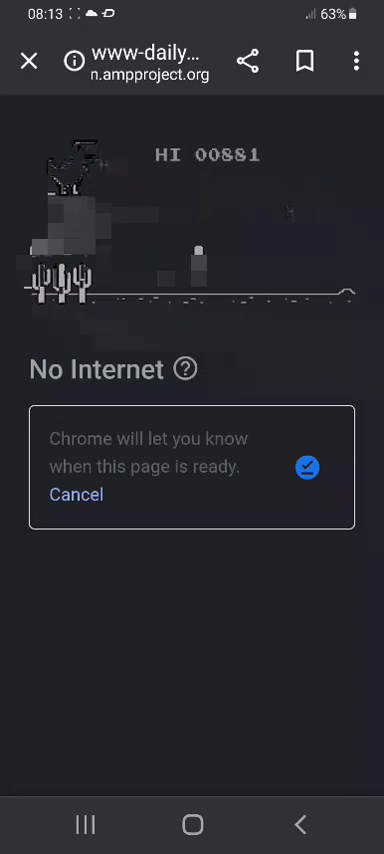 08:13
63%
www-daily...
n.ampproject.org
HI 00881
No Internet
Chrome will let you know
when this page is ready.
Cancel